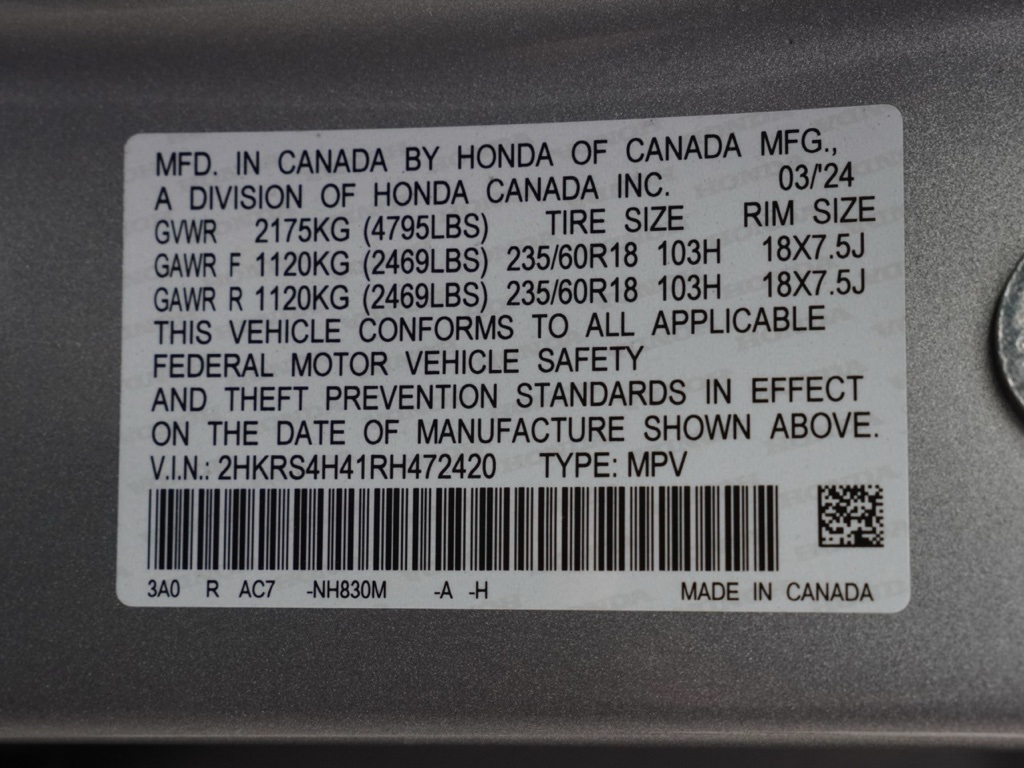 MFD. IN CANADA BY HONDA OF CANADA MFG.,
A DIVISION OF HONDA CANADA INC. 03/'24
GVWR 2175KG (4795LBS) TIRE SIZE RIM SIZE
GAWR F 1120KG (2469LBS) 235/60R18 103H 18X7.5J
GAWR R 1120KG (2469LBS) 235/60R18 103H 18X7.5J
THIS VEHICLE CONFORMS TO ALL APPLICABLE
FEDERAL MOTOR VEHICLE SAFETY
AND THEFT PREVENTION STANDARDS IN EFFECT
ON THE DATE OF MANUFACTURE SHOWN ABOVE.
V.I.N.: 2HKRS4H41RH472420 TYPE: MPV
3A0 R AC7 -NH830M -A -H MADE IN CANADA